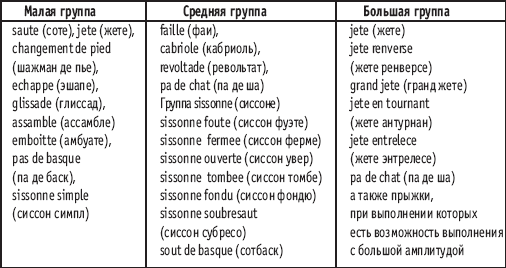 Малая группа
saute (соте), jete (жете),
changement de pied
(шажман де пье),
echappe (эшапе),
glissade (глиссад),
assamble (ассамбле)
emboitte (амбуате),
pas de basque
(па де баск),
sissonne simple
(сиссон симпл)
Средняя группа
faille (фаи),
cabriole (кабриоль),
revoltade (револьтат),
pa de chat (па де ша)
Группа sissonne (сиссоне)
sissonne foute (сиссон фуэте)
sissonne fermee (сиссон ферме)
sissonne ouverte (сиссон увер)
sissonne tombee (сиссон томбе)
sissonne fondu (сиссон фондю)
sissonne soubresaut
(сиссон субресо)
sout de basque (сотбаск)
Большая группа
jete (жете)
jete renverse
(жете ренверсе)
grand jete (гранд жете)
jete en tournant
(жете антурнан)
jete entrelece
(жете энтрелесе)
pa de chat (па де ша)
а также прыжки,
при выполнении которых
есть возможность выполнения
с большой амплитудой